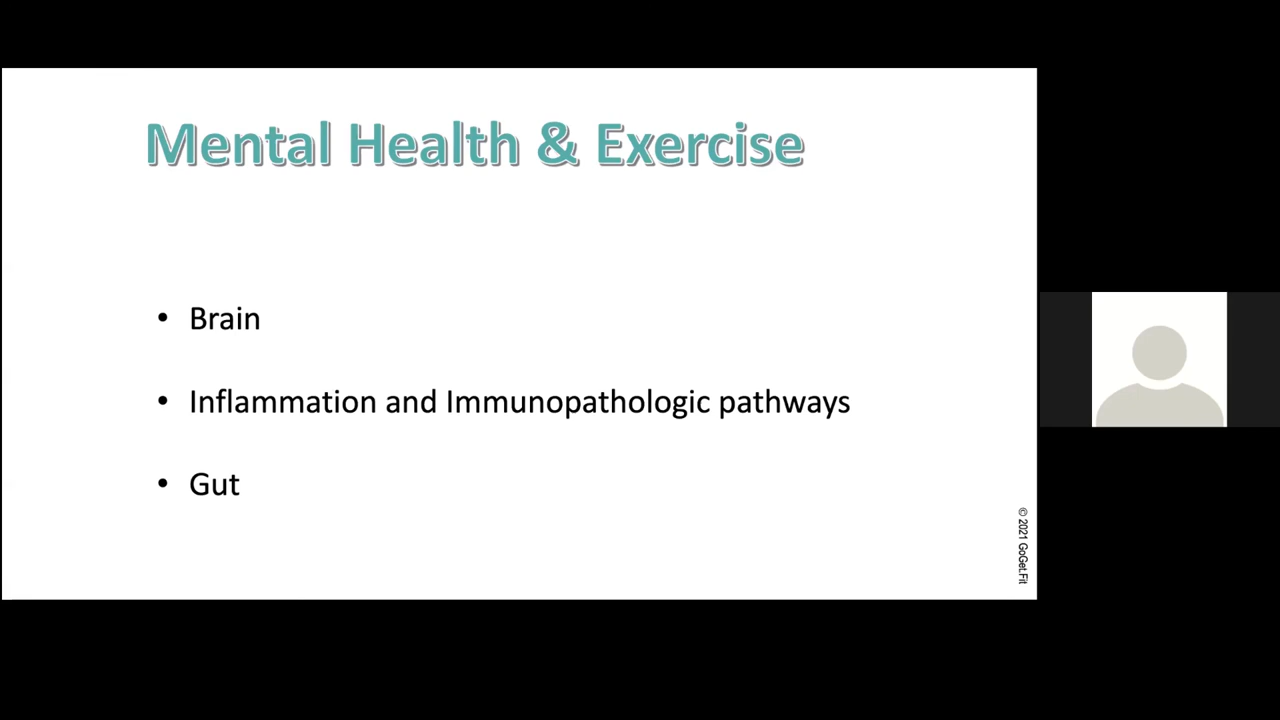 Mental Health & Exercise
• Brain
• Inflammation and Immunopathologic pathways
• Gut
© 2021 GoGet.Fit